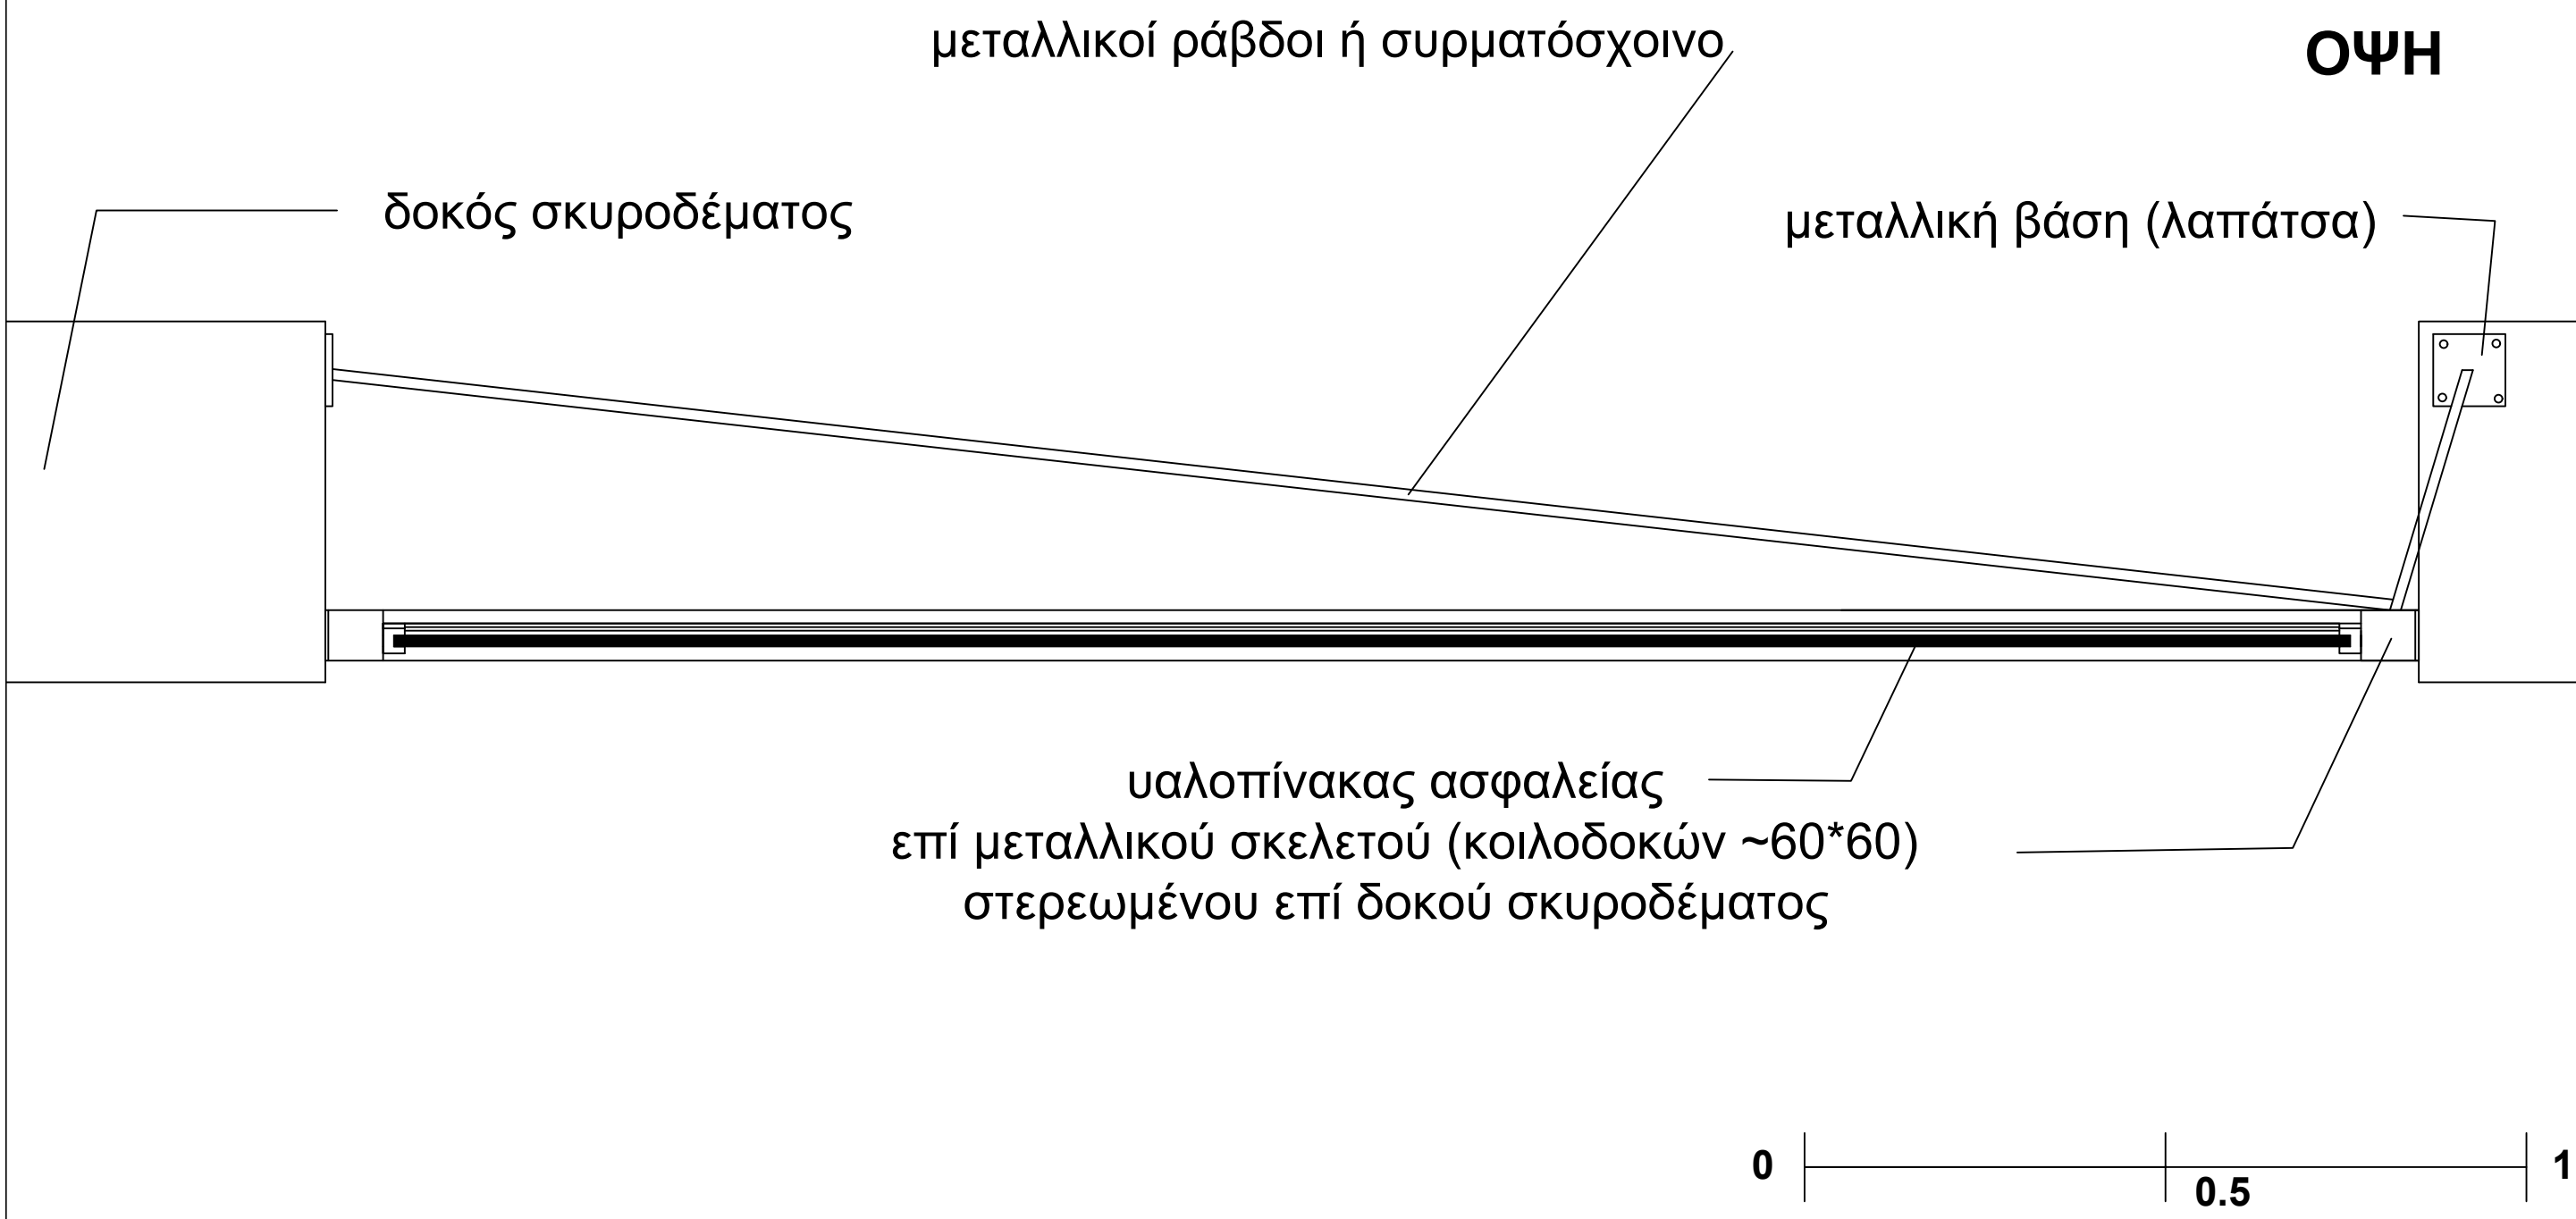 μεταλλικοί ράβδοι ή συρματόσχοινο
ΟΨΗ
δοκός σκυροδέματος
μεταλλική βάση (λαπάτσα)
υαλοπίνακας ασφαλείας
επί μεταλλικού σκελετού (κοιλοδοκών ~60*60)
στερεωμένου επί δοκού σκυροδέματος
0
0.5
1